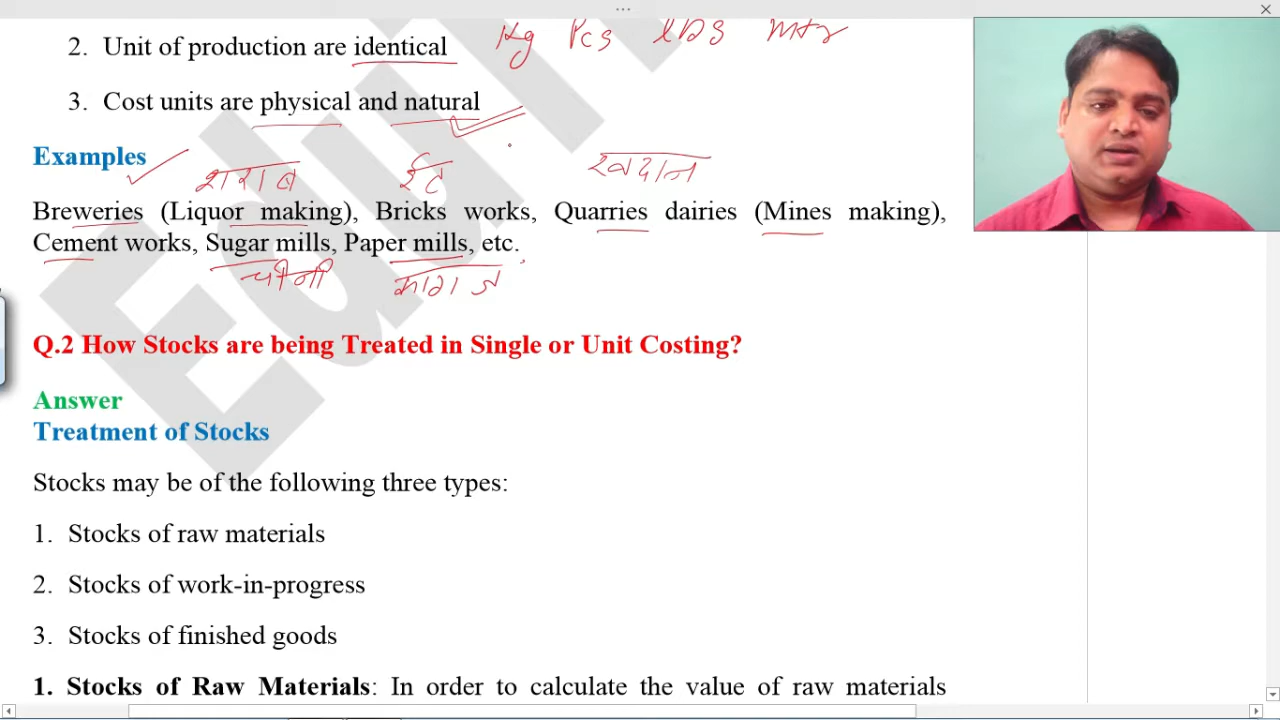 2. Unit of production are identical Kg Pcs LBS mtr
3. Cost units are physical and natural
Examples
शराब ईट खदान
Breweries (Liquor making), Bricks works, Quarries dairies (Mines making),
Cement works, Sugar mills, Paper mills, etc.
चीनी कागज
Q.2 How Stocks are being Treated in Single or Unit Costing?
Answer
Treatment of Stocks
Stocks may be of the following three types:
1. Stocks of raw materials
2. Stocks of work-in-progress
3. Stocks of finished goods
1. Stocks of Raw Materials: In order to calculate the value of raw materials